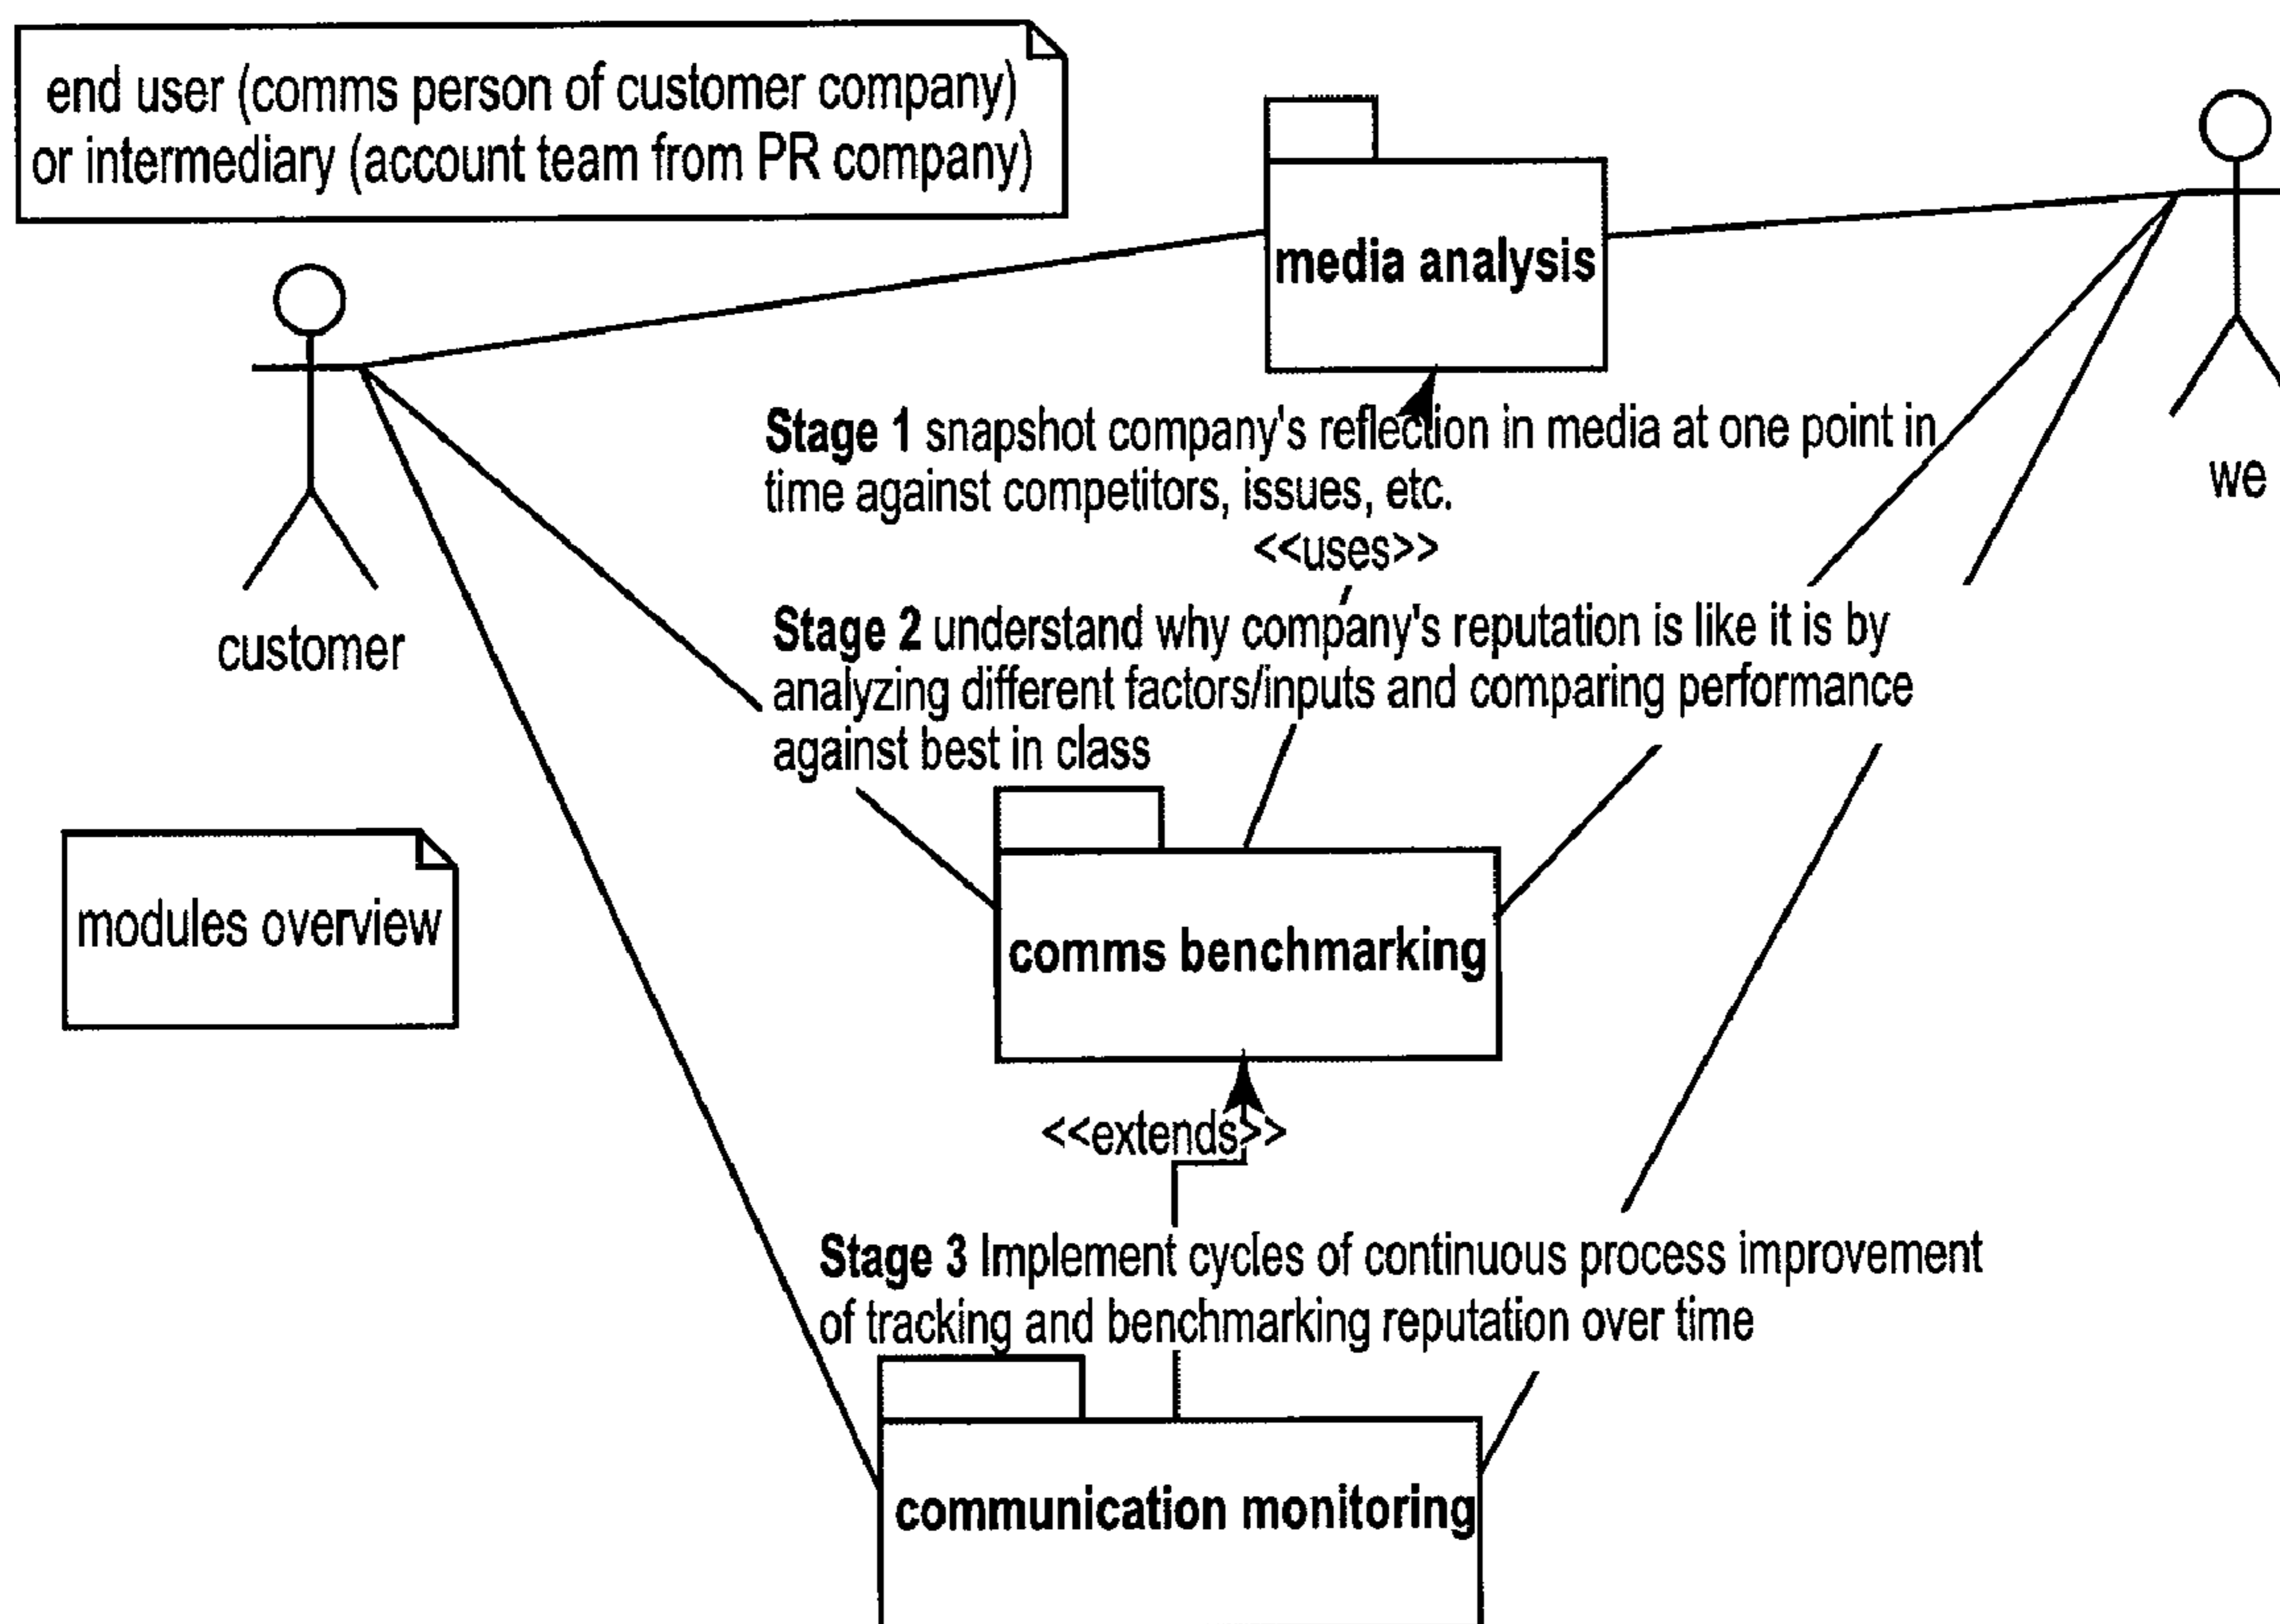 end user (comms person of customer company)
or intermediary (account team from PR company)
media analysis
Stage 1 snapshot company's reflection in media at one point in
time against competitors, issues, etc.
we
<<uses>>
customer
Stage 2 understand why company's reputation is like it is by
analyzing different factors/inputs and comparing performance
against best in class
modules overview
comms benchmarking
<<extends>>
Stage 3 Implement cycles of continuous process improvement
of tracking and benchmarking reputation over time
communication monitoring